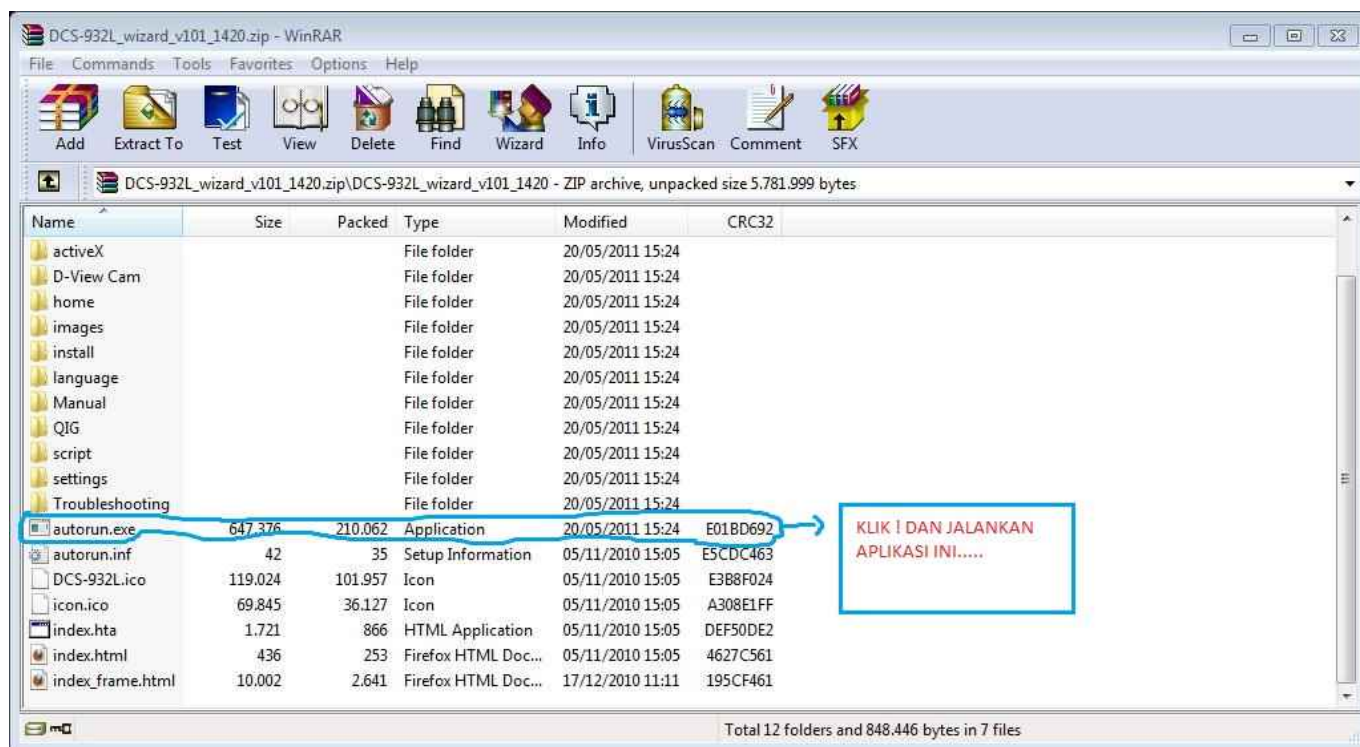 DCS-932L_wizard_v101_1420.zip - WinRAR
File Commands Tools Favorites Options Help
Add Extract To Test View Delete Find Wizard Info VirusScan Comment SFX
DCS-932L_wizard_v101_1420.zip\DCS-932L_wizard_v101_1420 - ZIP archive, unpacked size 5.781.999 bytes
Name Size Packed Type Modified CRC32
activeX File folder 20/05/2011 15:24
D-View Cam File folder 20/05/2011 15:24
home File folder 20/05/2011 15:24
images File folder 20/05/2011 15:24
install File folder 20/05/2011 15:24
language File folder 20/05/2011 15:24
Manual File folder 20/05/2011 15:24
QIG File folder 20/05/2011 15:24
script File folder 20/05/2011 15:24
settings File folder 20/05/2011 15:24
Troubleshooting File folder 20/05/2011 15:24
autorun.exe 647.376 210.062 Application 20/05/2011 15:24 E01BD692
KLIK ! DAN JALANKAN
APLIKASI INI.....
autorun.inf 42 35 Setup Information 05/11/2010 15:05 E5CDC463
DCS-932L.ico 119.024 101.957 Icon 05/11/2010 15:05 E3B8F024
icon.ico 69.845 36.127 Icon 05/11/2010 15:05 A308E1FF
index.hta 1.721 866 HTML Application 05/11/2010 15:05 DEF50DE2
index.html 436 253 Firefox HTML Doc... 05/11/2010 15:05 4627C561
index_frame.html 10.002 2.641 Firefox HTML Doc... 17/12/2010 11:11 195CF461
Total 12 folders and 848.446 bytes in 7 files